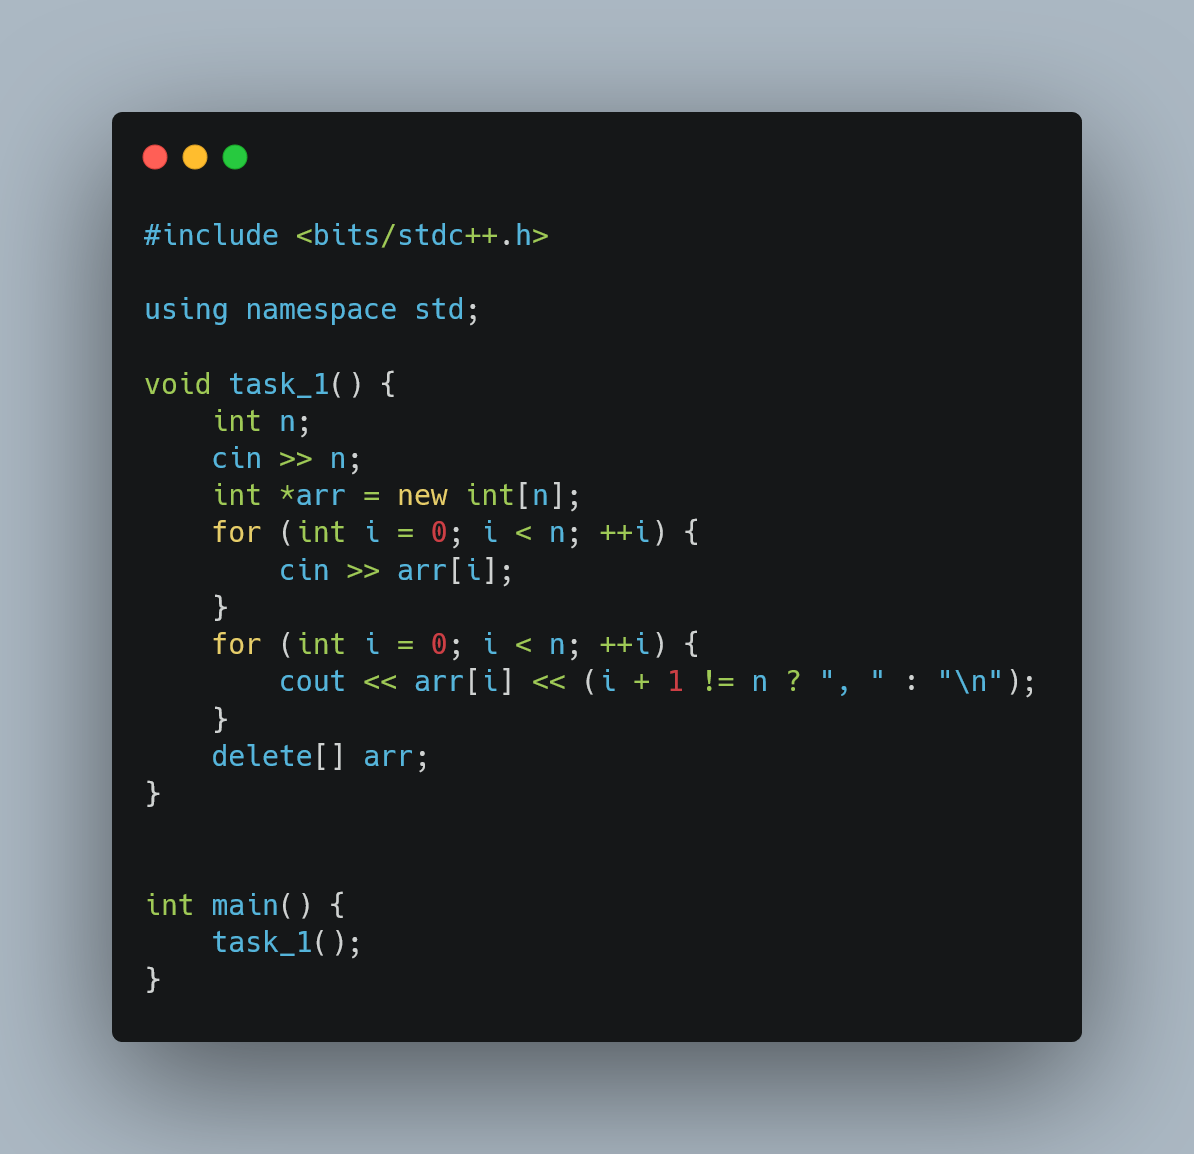 #include <bits/stdc++.h>
using namespace std;
void task_1() {
    int n;
    cin >> n;
    int *arr = new int[n];
    for (int i = 0; i < n; ++i) {
        cin >> arr[i];
    }
    for (int i = 0; i < n; ++i) {
        cout << arr[i] << (i + 1 != n ? ", " : "\n");
    }
    delete[] arr;
}
int main() {
    task_1();
}